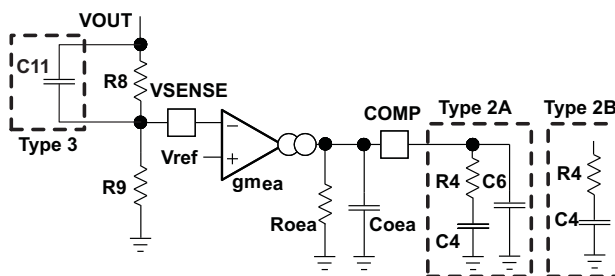 VOUT
C11
R8
Type 3
VSENSE
R9
Vref
gmea
COMP
Roea
Coea
Type 2A
R4
C6
C4
Type 2B
R4
C4